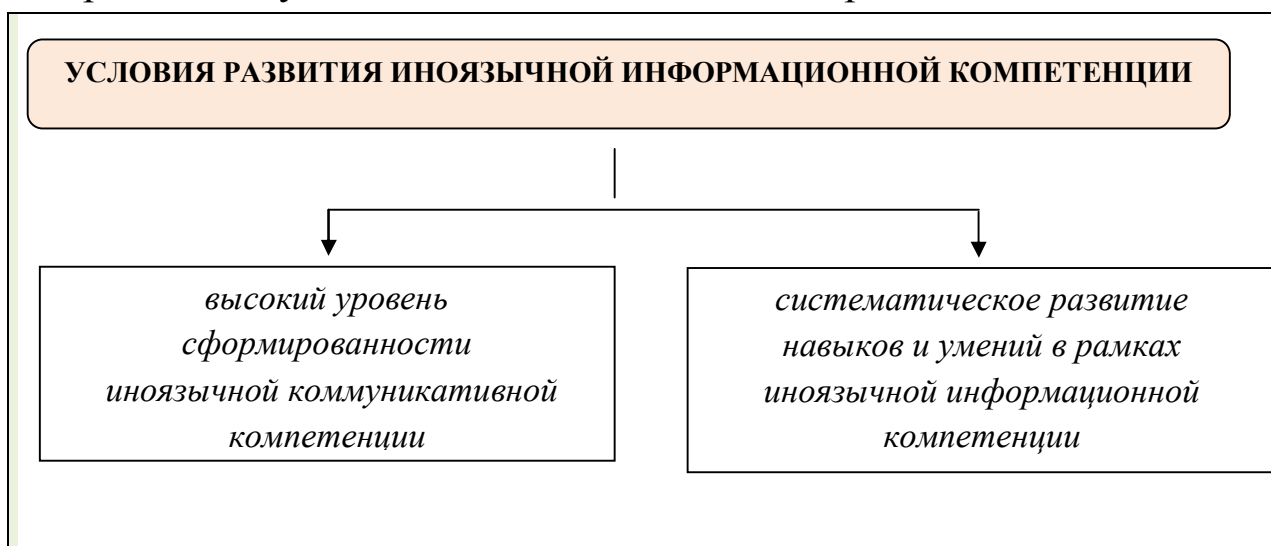 УСЛОВИЯ РАЗВИТИЯ ИНОЯЗЫЧНОЙ ИНФОРМАЦИОННОЙ КОМПЕТЕНЦИИ
высокий уровень
сформированности
иноязычной коммуникативной
компетенции
систематическое развитие
навыков и умений в рамках
иноязычной информационной
компетенции